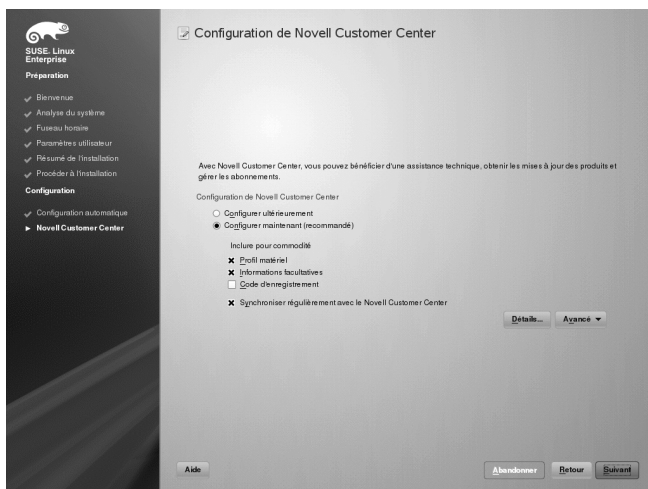 SUSE. Linux
Enterprise
Préparation
Bienvenue
Analyse du système
Fuseau horaire
Paramètres utilisateur
Résumé de l'installation
Procéder à l'installation
Configuration
Configuration automatique
Novell Customer Center
Configuration de Novell Customer Center
Avec Novell Customer Center, vous pouvez bénéficier d'une assistance technique, obtenir les mises à jour des produits et
gérer les abonnements.
Configuration de Novell Customer Center
Configurer ultérieurement
Configurer maintenant (recommandé)
Inclure pour commodité
Profil matériel
Informations facultatives
Code d'enregistrement
Synchroniser régulièrement avec le Novell Customer Center
Détails... Avancé
Aide Abandonner Retour Suivant